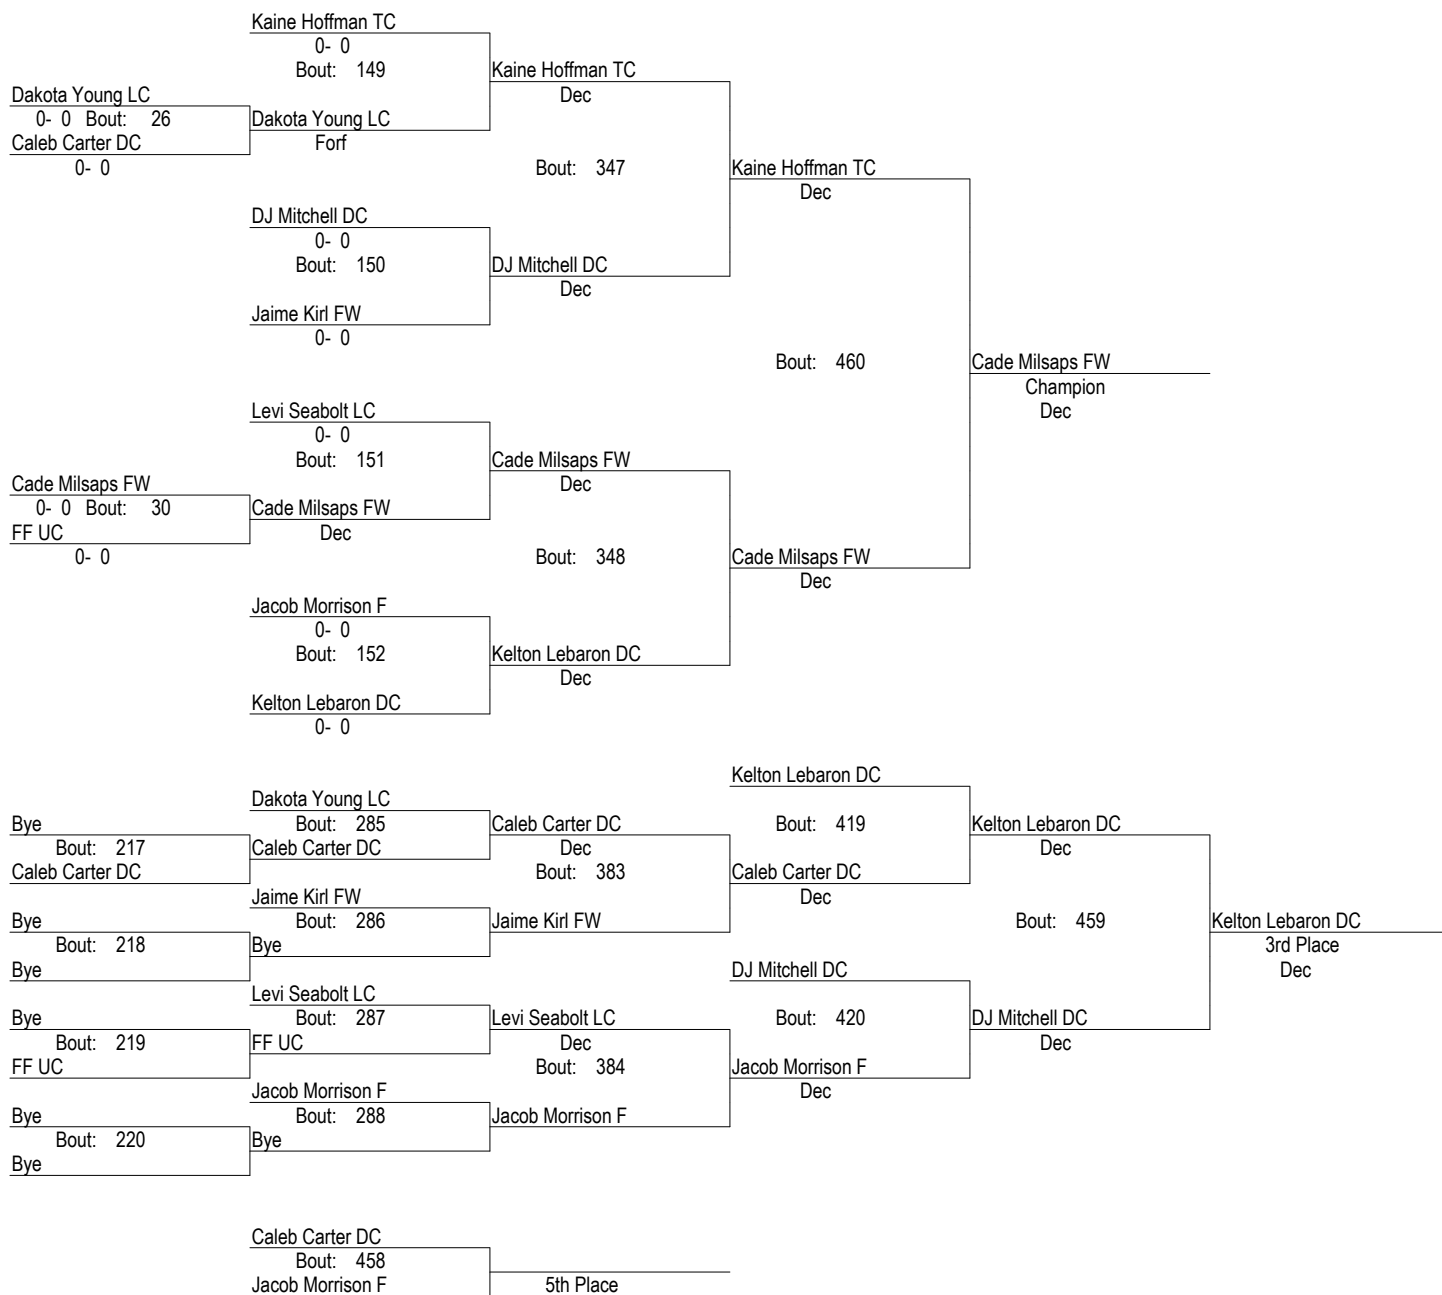 Kaine Hoffman TC
0- 0
Bout: 149 Kaine Hoffman TC
Dakota Young LC Dec
0- 0 Bout: 26 Dakota Young LC
Caleb Carter DC Forf
0- 0 Bout: 347 Kaine Hoffman TC
Dec
DJ Mitchell DC
0- 0
Bout: 150 DJ Mitchell DC
Dec
Jaime Kirl FW
0- 0
Bout: 460 Cade Milsaps FW
Champion
Levi Seabolt LC Dec
0- 0
Bout: 151 Cade Milsaps FW
Cade Milsaps FW Dec
0- 0 Bout: 30 Cade Milsaps FW
FF UC Dec
0- 0 Bout: 348 Cade Milsaps FW
Dec
Jacob Morrison F
0- 0
Bout: 152 Kelton Lebaron DC
Dec
Kelton Lebaron DC
0- 0
Kelton Lebaron DC
Dakota Young LC
Bye Bout: 285 Caleb Carter DC Bout: 419 Kelton Lebaron DC
Bout: 217 Caleb Carter DC Dec Dec
Caleb Carter DC Bout: 383 Caleb Carter DC
Jaime Kirl FW Dec
Bye Bout: 286 Jaime Kirl FW Bout: 459 Kelton Lebaron DC
Bout: 218 Bye 3rd Place
Bye DJ Mitchell DC Dec
Levi Seabolt LC
Bye Bout: 287 Levi Seabolt LC Bout: 420 DJ Mitchell DC
Bout: 219 FF UC Dec Dec
FF UC Bout: 384 Jacob Morrison F
Jacob Morrison F Dec
Bye Bout: 288 Jacob Morrison F
Bout: 220 Bye
Bye
Caleb Carter DC
Bout: 458
Jacob Morrison F 5th Place